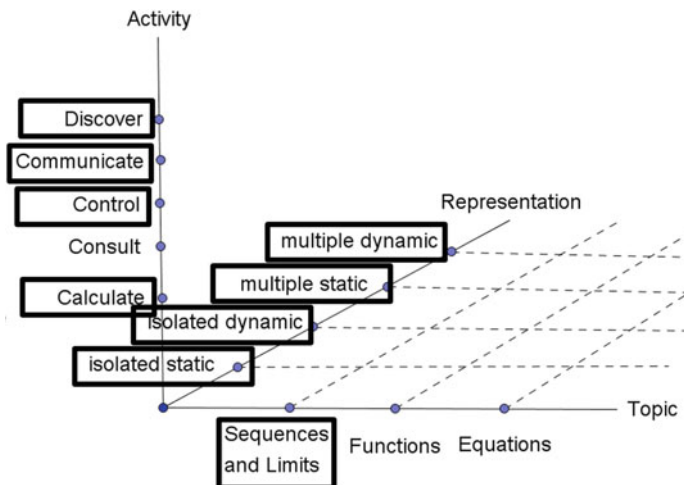 Activity
Discover
Communicate
Control
Consult
Calculate
Representation
multiple dynamic
multiple static
isolated dynamic
isolated static
Topic
Sequences
and Limits
Functions
Equations